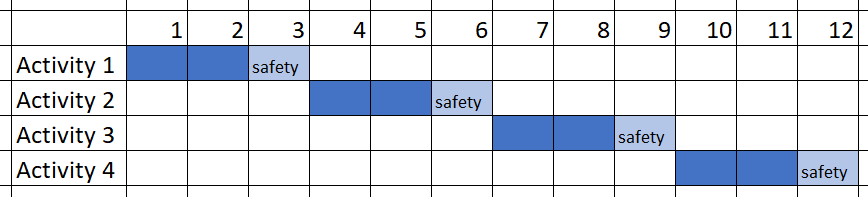 1 2 3 4 5 6 7 8 9 10 11 12
Activity 1 safety
Activity 2 safety
Activity 3 safety
Activity 4 safety